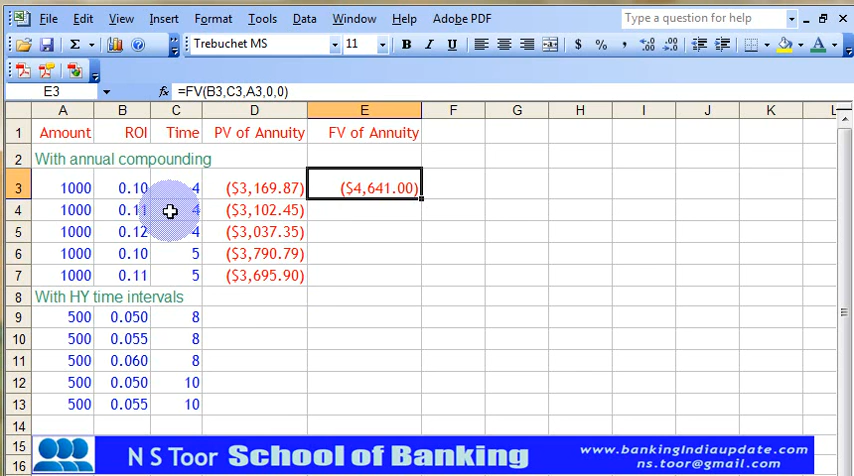 File Edit View Insert Format Tools Data Window Help Adobe PDF Type a question for help
Σ Trebuchet MS 11 B I U $ % ,
E3 fx =FV(B3,C3,A3,0,0)
A B C D E F G H I J K L
1 Amount ROI Time PV of Annuity FV of Annuity
2 With annual compounding
3 1000 0.10 4 ($3,169.87) ($4,641.00)
4 1000 0.11 4 ($3,102.45)
5 1000 0.12 4 ($3,037.35)
6 1000 0.10 5 ($3,790.79)
7 1000 0.11 5 ($3,695.90)
8 With HY time intervals
9 500 0.050 8
10 500 0.055 8
11 500 0.060 8
12 500 0.050 10
13 500 0.055 10
14
15 N S Toor School of Banking www.bankingIndiaupdate.com
16 ns.toor@gmail.com